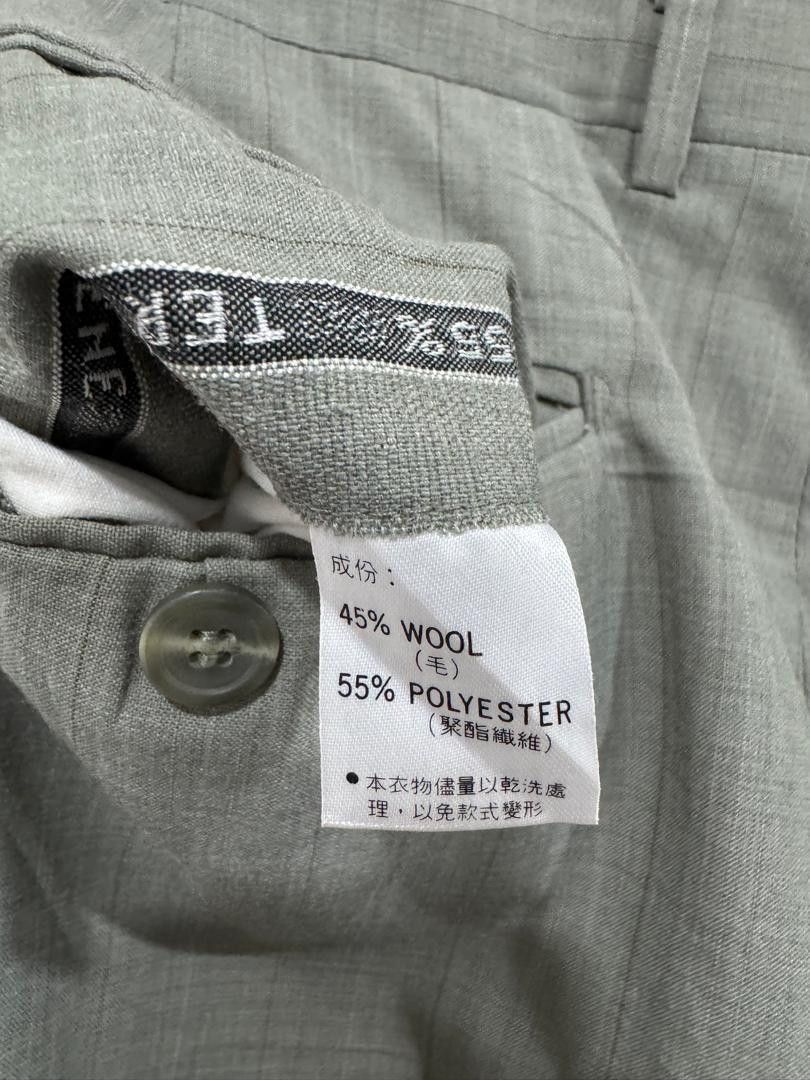 55% TER
ENE
成份：
45% WOOL
（毛）
55% POLYESTER
（聚酯纖維）
●本衣物儘量以乾洗處
理，以免款式變形